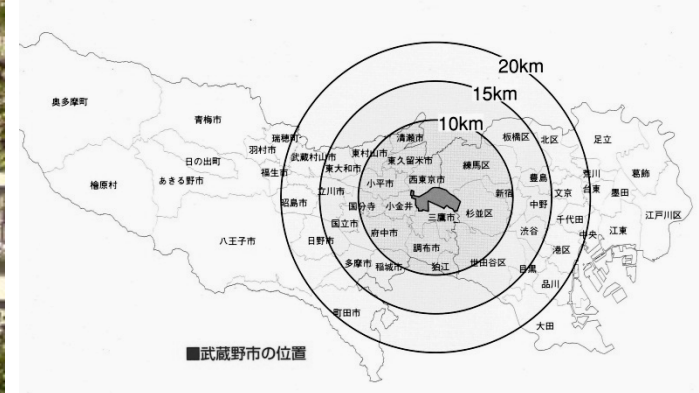 20km
15km
10km
奥多摩町
青梅市
瑞穂町
羽村市
武蔵村山市
東村山市
清瀬市
板橋区
北区
足立
日の出町
福生市
東大和市
東久留米市
練馬区
檜原村
あきる野市
昭島市
立川市
小平市
西東京市
豊島
荒川
葛飾
国分寺
小金井
新宿
中野
文京
台東
墨田
江戸川区
国立市
三鷹市
杉並区
千代田
八王子市
日野市
府中市
渋谷
中央
江東
調布市
港区
多摩市
稲城市
狛江
世田谷区
目黒
品川
町田市
大田
■武蔵野市の位置